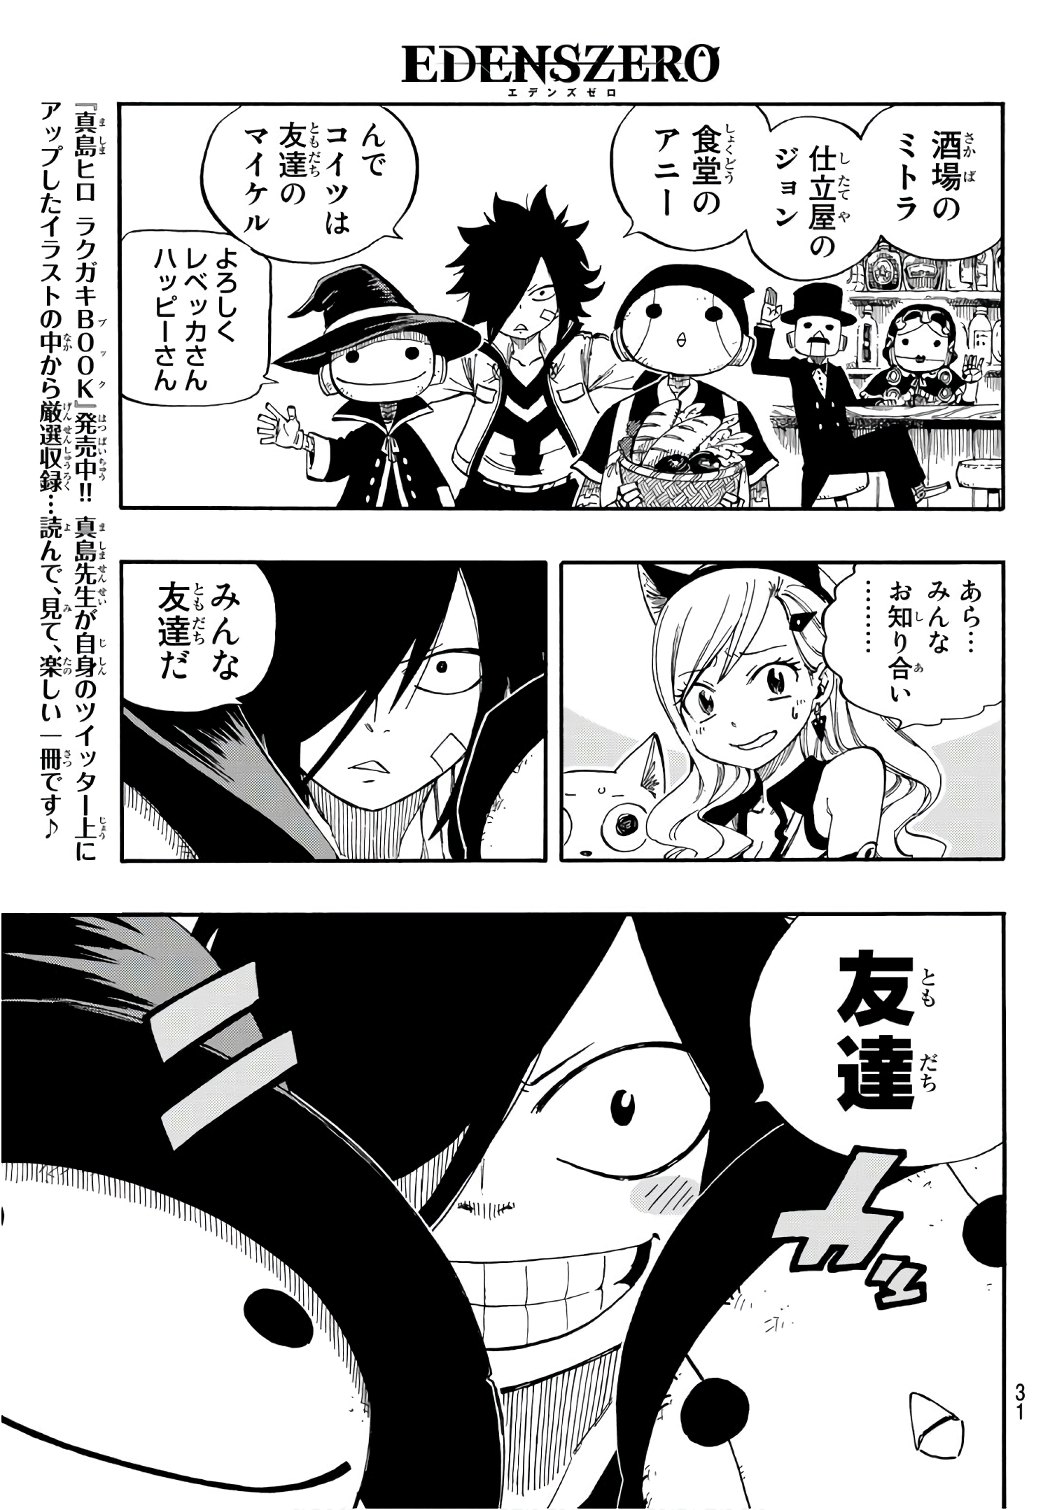 EDENSZERO
エデンズゼロ
酒場の
ミトラ
仕立屋の
ジョン
食堂の
アニー
んで
コイツは
友達の
マイケル
よろしく
レベッカさん
ハッピーさん
あら…
みんな
お知り合い
………
みんな
友達だ
友達
ニッ
『真島ヒロ ラクガキBOOK』発売中!! 真島先生が自身のツイッター上に
アップしたイラストの中から厳選収録…読んで、見て、楽しい一冊です♪
31